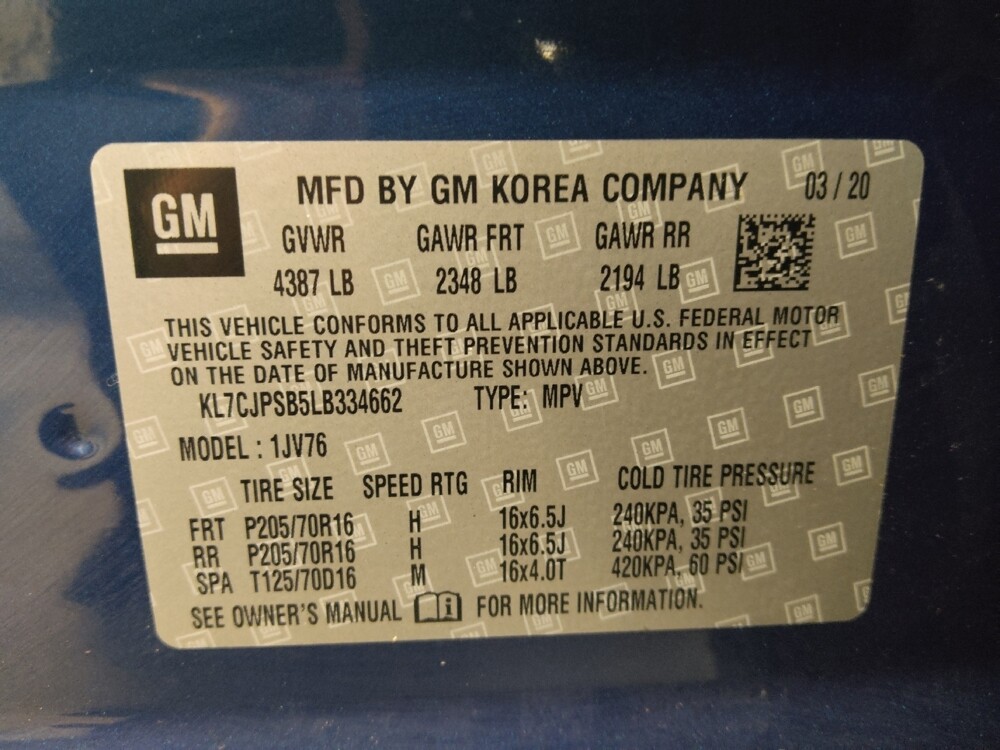 GM
MFD BY GM KOREA COMPANY 03 / 20
GVWR GAWR FRT GAWR RR
4387 LB 2348 LB 2194 LB
THIS VEHICLE CONFORMS TO ALL APPLICABLE U.S. FEDERAL MOTOR
VEHICLE SAFETY AND THEFT PREVENTION STANDARDS IN EFFECT
ON THE DATE OF MANUFACTURE SHOWN ABOVE.
KL7CJPSB5LB334662 TYPE: MPV
MODEL : 1JV76
TIRE SIZE SPEED RTG RIM COLD TIRE PRESSURE
FRT P205/70R16 H 16x6.5J 240KPA, 35 PSI
RR P205/70R16 H 16x6.5J 240KPA, 35 PSI
SPA T125/70D16 M 16x4.0T 420KPA, 60 PSI
SEE OWNER'S MANUAL i FOR MORE INFORMATION.